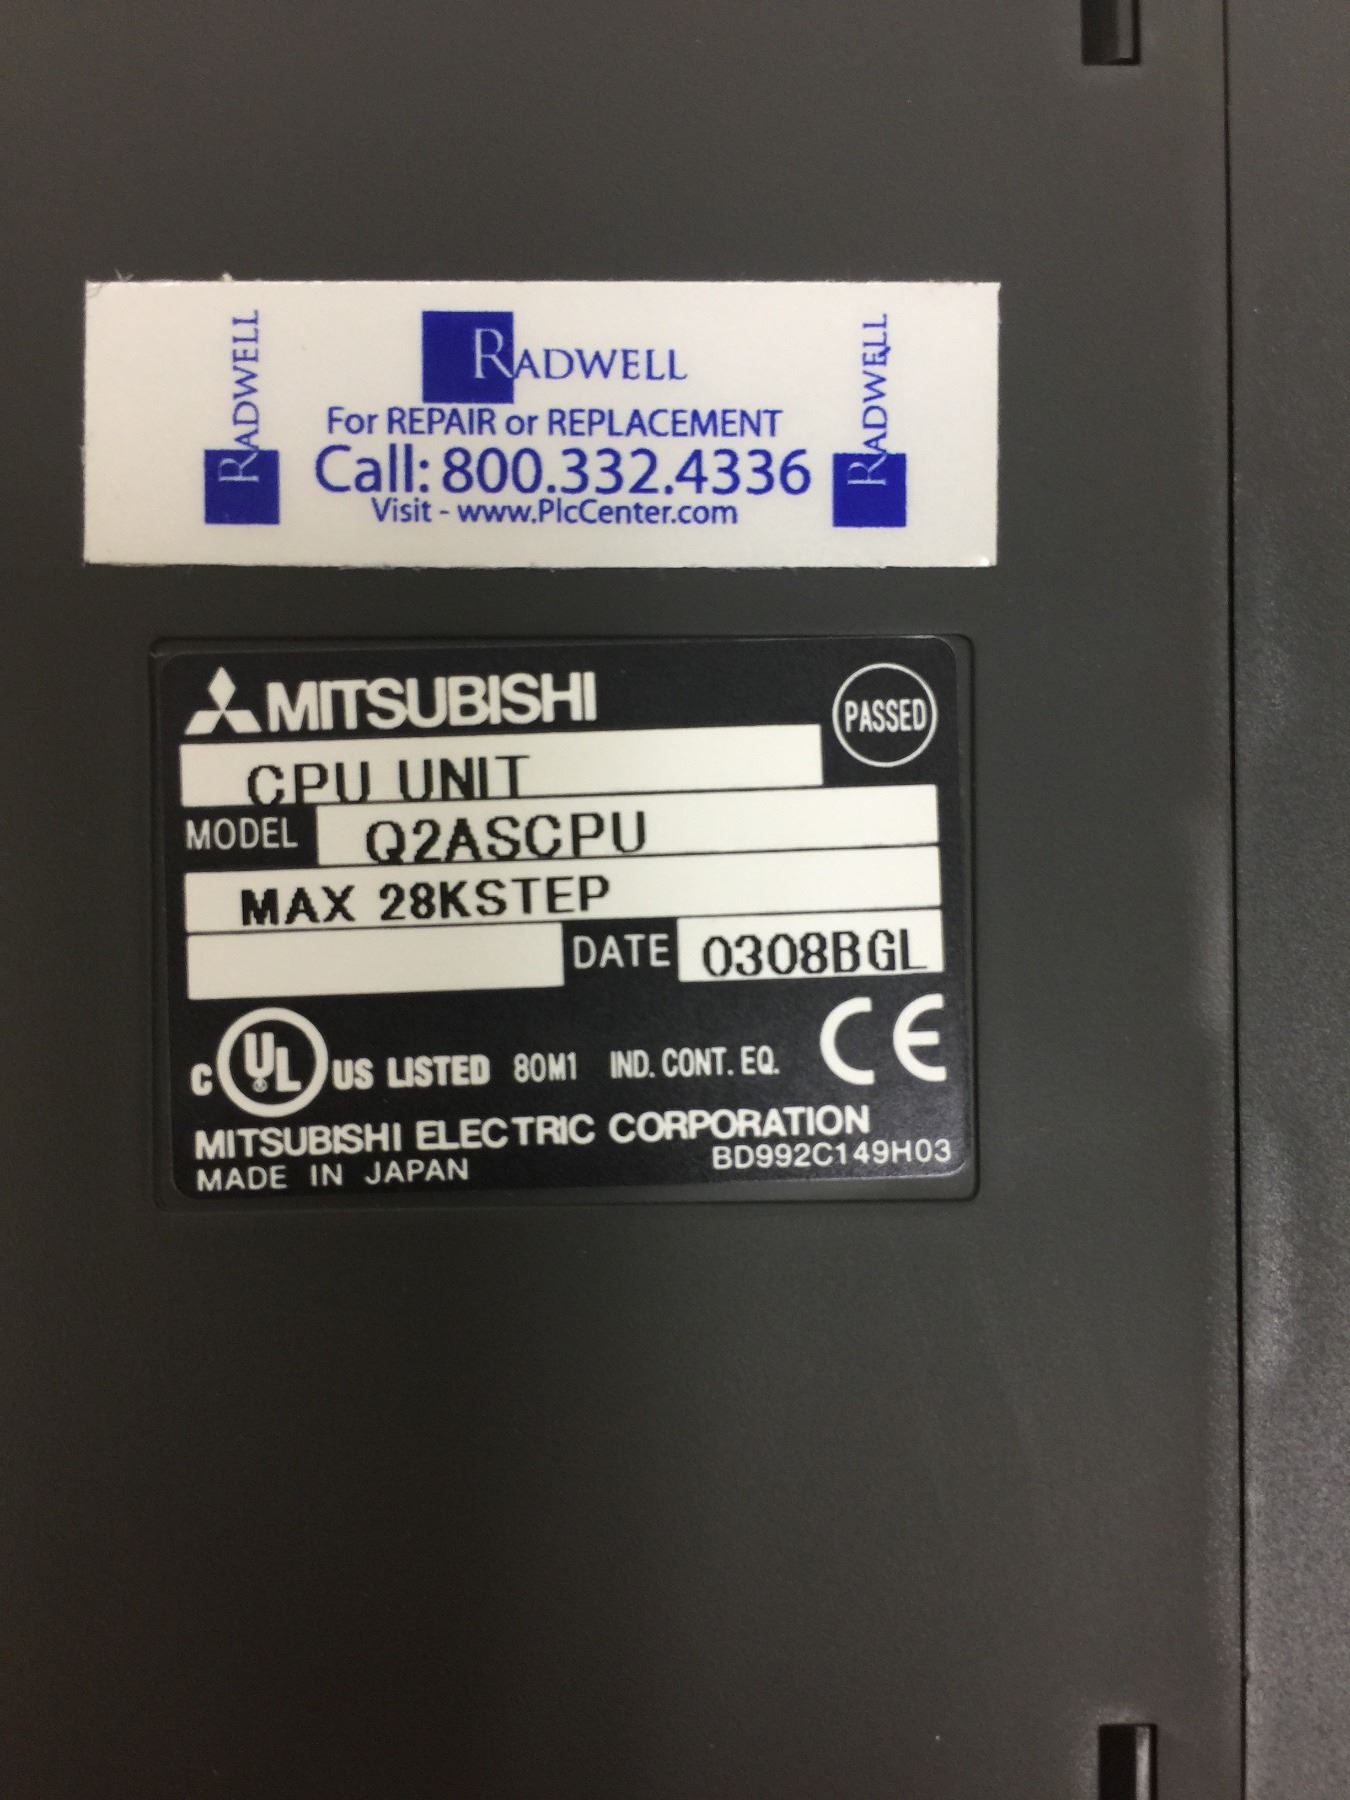 RADWELL
RADWELL
RADWELL
For REPAIR or REPLACEMENT
Call: 800.332.4336
Visit - www.PlcCenter.com
MITSUBISHI
PASSED
CPU UNIT
MODEL Q2ASCPU
MAX 28KSTEP
DATE 0308BGL
C UL ® US LISTED 80M1 IND. CONT. EQ. CE
MITSUBISHI ELECTRIC CORPORATION
MADE IN JAPAN BD992C149H03